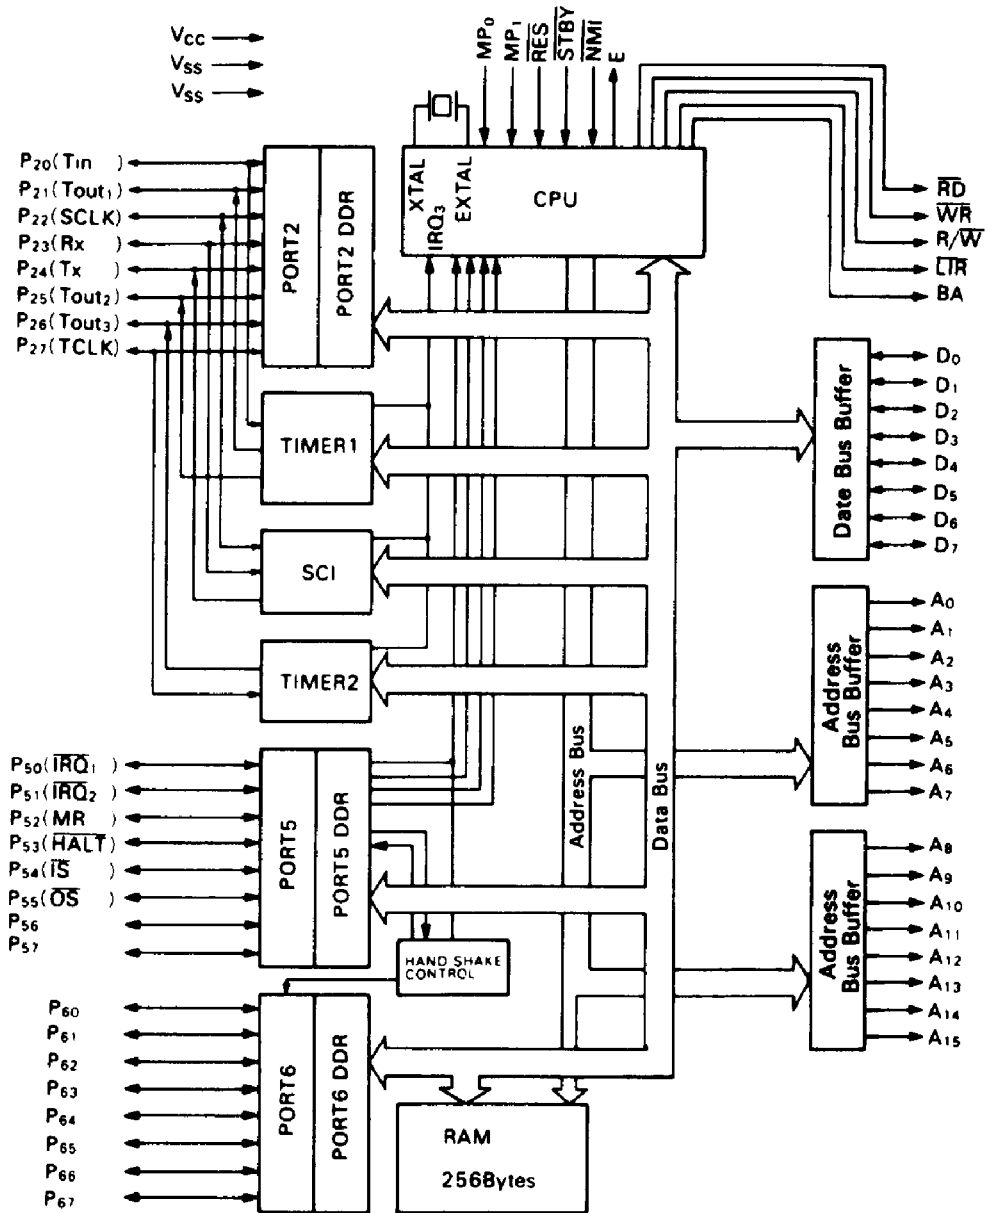 VCC
VSS
VSS
MP0
MP1
RES
STBY
NMI
E
XTAL
IRQ3
EXTAL
CPU
RD
WR
R/W
LIR
BA
P20(Tin)
P21(Tout1)
P22(SCLK)
P23(Rx)
P24(Tx)
P25(Tout2)
P26(Tout3)
P27(TCLK)
PORT2
PORT2 DDR
TIMER1
SCI
TIMER2
Date Bus Buffer
D0
D1
D2
D3
D4
D5
D6
D7
Address
Bus Buffer
A0
A1
A2
A3
A4
A5
A6
A7
Address Bus
Data Bus
P50(IRQ1)
P51(IRQ2)
P52(MR)
P53(HALT)
P54(IS)
P55(OS)
P56
P57
PORT5
PORT5 DDR
HAND SHAKE
CONTROL
Address
Bus Buffer
A8
A9
A10
A11
A12
A13
A14
A15
P60
P61
P62
P63
P64
P65
P66
P67
PORT6
PORT6 DDR
RAM
256Bytes